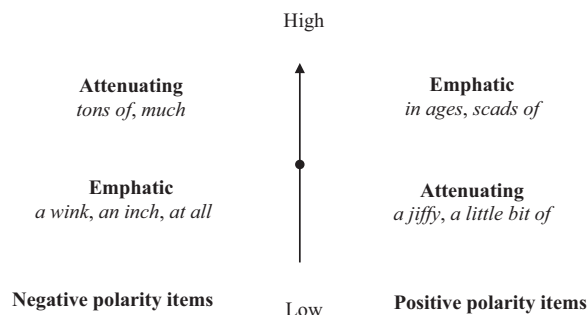 High
Attenuating
tons of, much
Emphatic
in ages, scads of
Emphatic
a wink, an inch, at all
Attenuating
a jiffy, a little bit of
Negative polarity items
Low
Positive polarity items